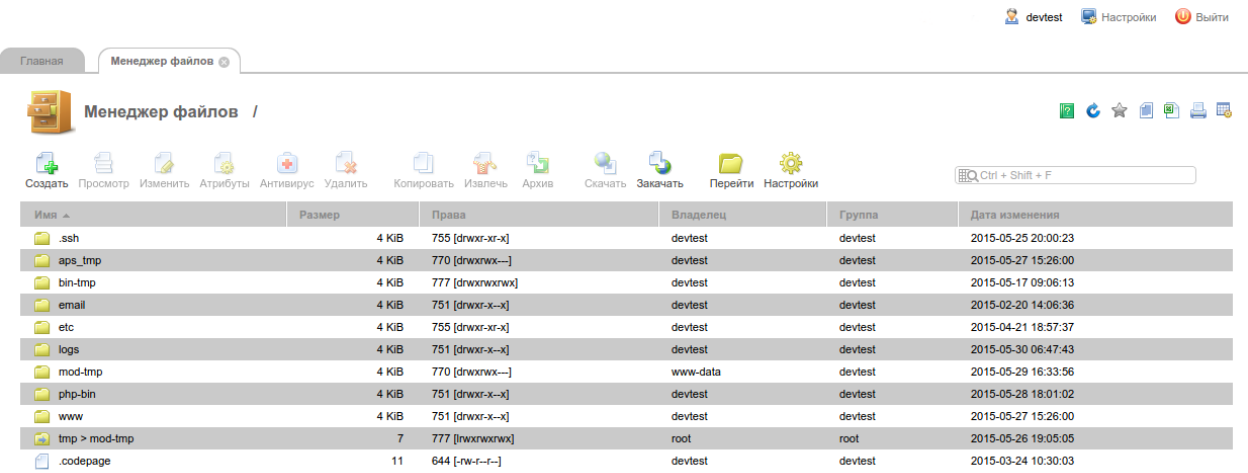 devtest Настройки Выйти
Главная Менеджер файлов
Менеджер файлов /
Создать Просмотр Изменить Атрибуты Антивирус Удалить Копировать Извлечь Архив Скачать Закачать Перейти Настройки Ctrl + Shift + F
Имя Размер Права Владелец Группа Дата изменения
.ssh 4 KiB 755 [drwxr-xr-x] devtest devtest 2015-05-25 20:00:23
aps_tmp 4 KiB 770 [drwxrwx---] devtest devtest 2015-05-27 15:26:00
bin-tmp 4 KiB 777 [drwxrwxrwx] devtest devtest 2015-05-17 09:06:13
email 4 KiB 751 [drwxr-x--x] devtest devtest 2015-02-20 14:06:36
etc 4 KiB 755 [drwxr-xr-x] devtest devtest 2015-04-21 18:57:37
logs 4 KiB 751 [drwxr-x--x] devtest devtest 2015-05-30 06:47:43
mod-tmp 4 KiB 770 [drwxrwx---] www-data devtest 2015-05-29 16:33:56
php-bin 4 KiB 751 [drwxr-x--x] devtest devtest 2015-05-28 18:01:02
www 4 KiB 751 [drwxr-x--x] devtest devtest 2015-05-27 15:26:00
tmp > mod-tmp 7 777 [lrwxrwxrwx] root root 2015-05-26 19:05:05
.codepage 11 644 [-rw-r--r--] devtest devtest 2015-03-24 10:30:03